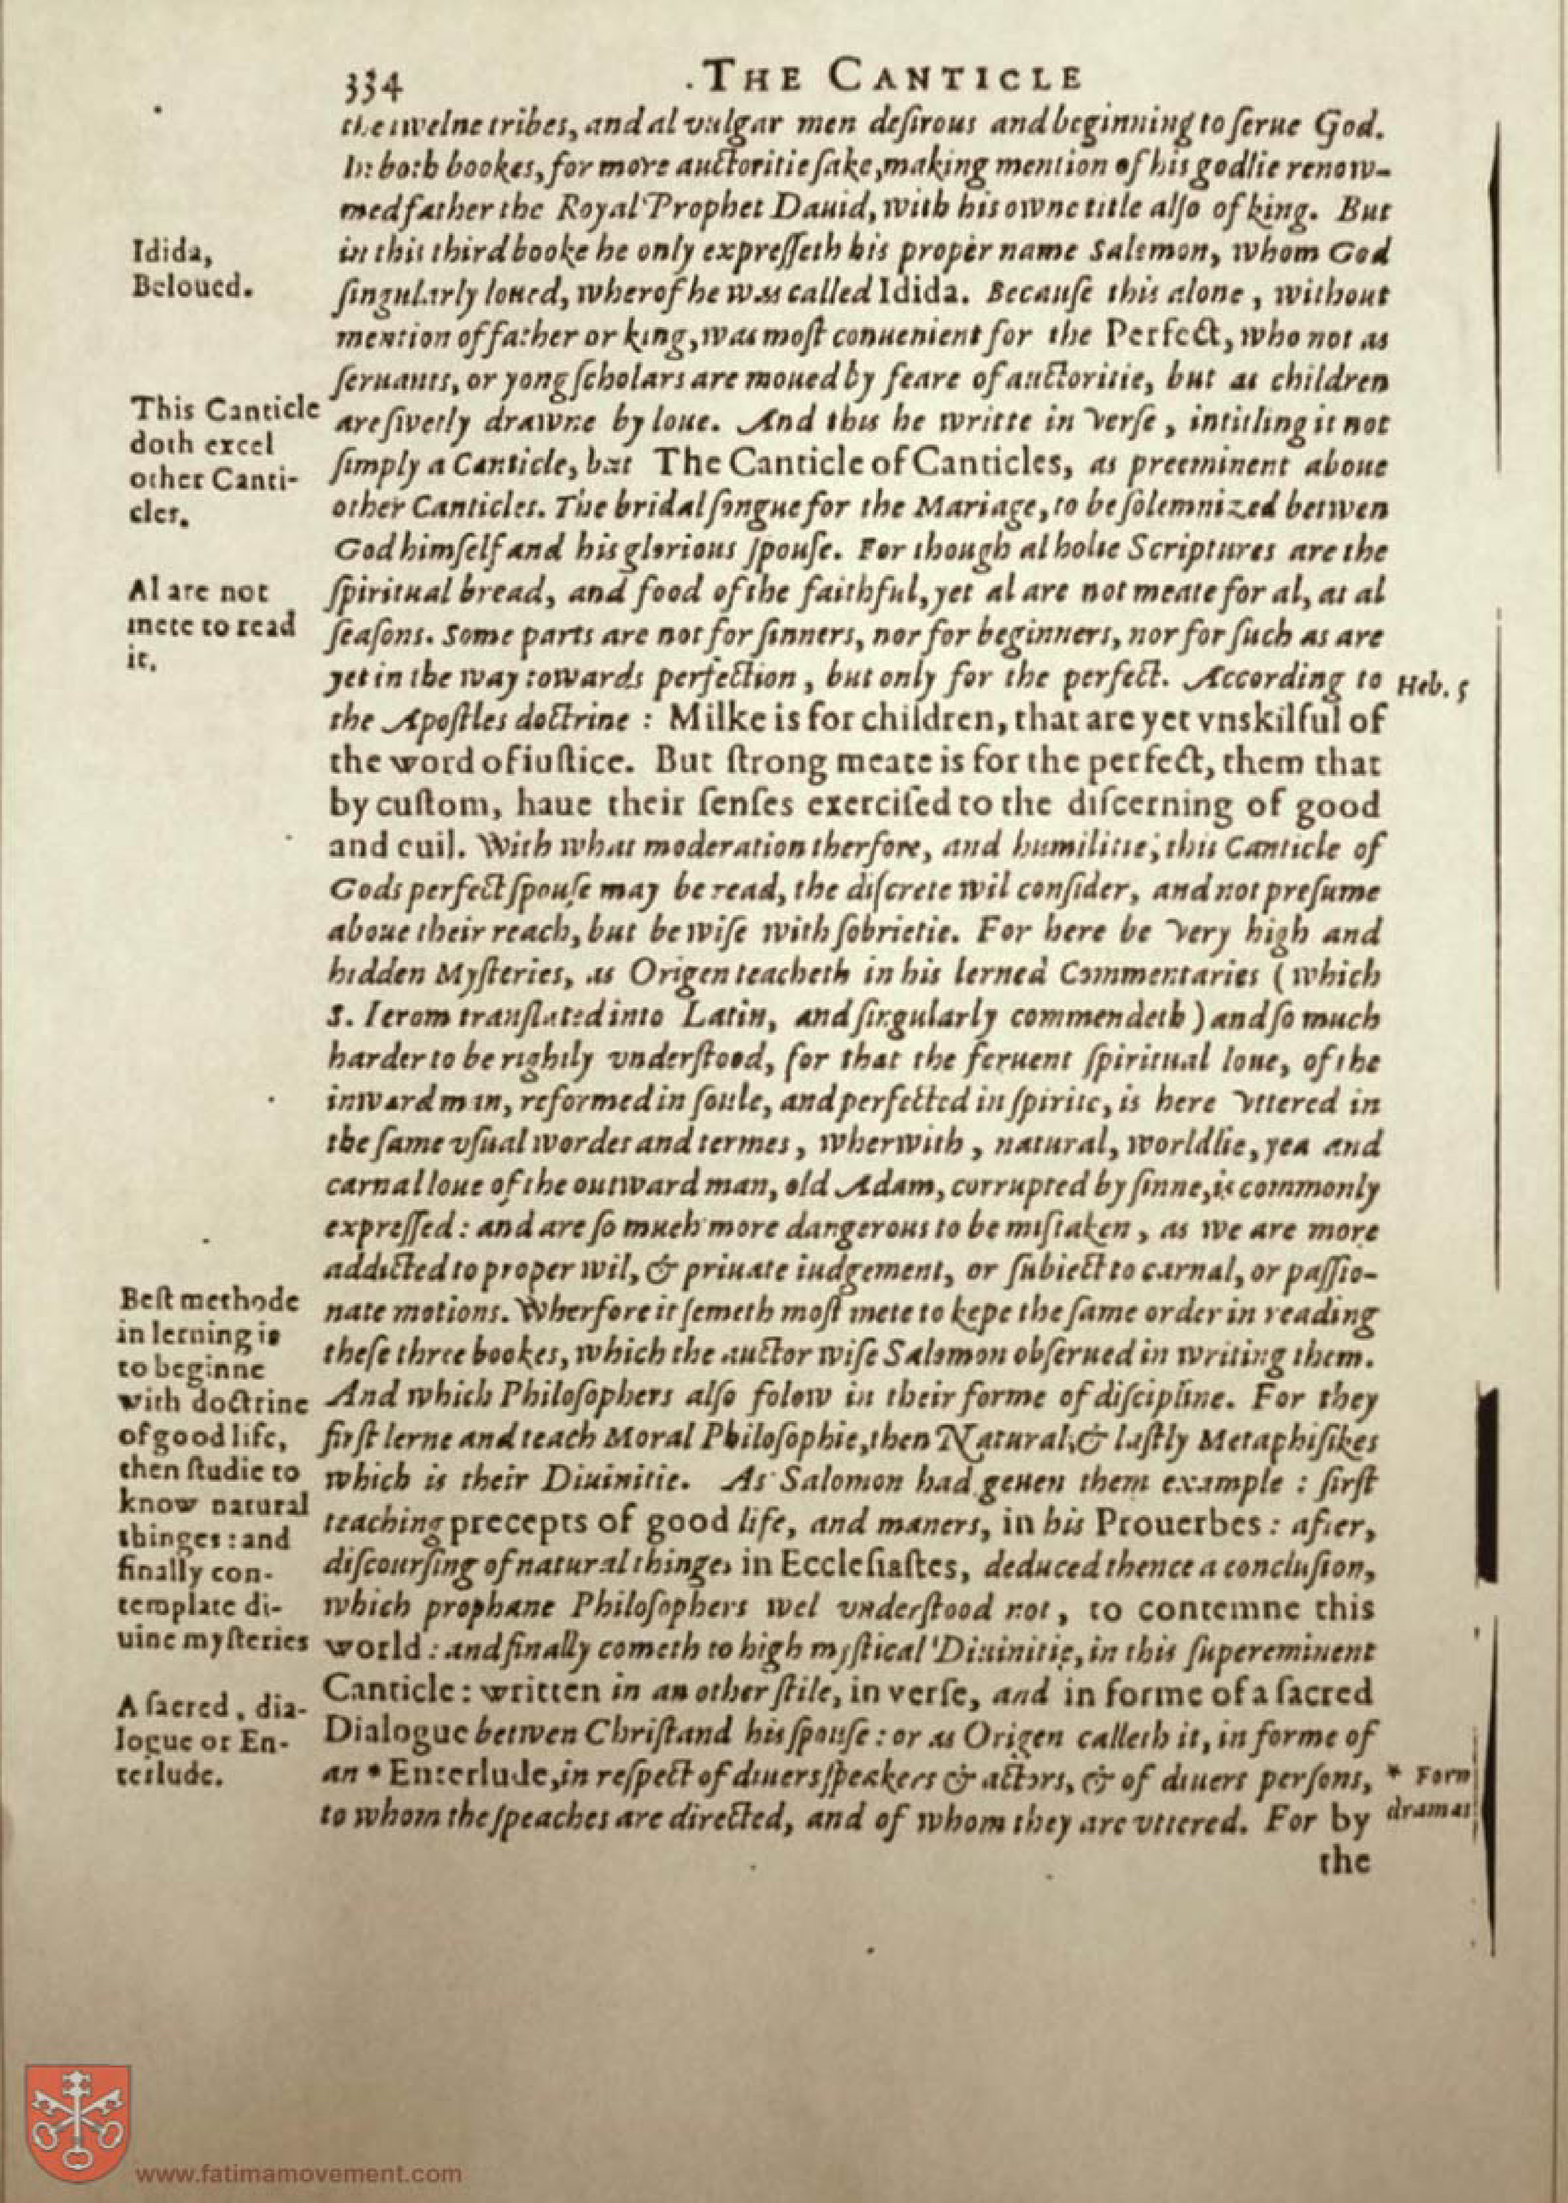 334
THE CANTICLE
the twelue tribes, and al vulgar men desirous and beginning to serue God.
In both bookes, for more auctoritie sake, making mention of his godlie renow-
med father the Royal Prophet Dauid, with his owne title also of king. But
in this third booke he only expresseth his proper name Salomon, whom God
singularly loued, wherof he was called Idida. Because this alone, without
mention of father or king, was most conuenient for the Perfect, who not as
seruants, or yong scholars are moued by feare of auctoritie, but as children
are swetly drawne by loue. And this he writte in verse, intitling it not
simply a Canticle, but The Canticle of Canticles, as preeminent aboue
other Canticles. The bridal songue for the Mariage, to be solemnized betwen
God himself and his glorious spouse. For though al holie Scriptures are the
spiritual bread, and food of the faithful, yet al are not meate for al, at al
seasons. Some parts are not for sinners, nor for beginners, nor for such as are
yet in the way towards perfection, but only for the perfect. According to
the Apostles doctrine: Milke is for children, that are yet vnskilful of
the word of iustice. But strong meate is for the perfect, them that
by custom, haue their senses exercised to the discerning of good
and euil. With what moderation therfore, and humilitie, this Canticle of
Gods perfect spouse may be read, the discrete wil consider, and not presume
aboue their reach, but be wise with sobrietie. For here be very high and
hidden Mysteries, as Origen teacheth in his lerned Commentaries (which
S. Ierom translated into Latin, and singularly commendeth) and so much
harder to be rightly vnderstood, for that the feruent spiritual loue, of the
inward man, reformed in soule, and perfected in spirite, is here vttered in
the same vsual wordes and termes, wherwith, natural, worldlie, yea and
carnal loue of the outward man, old Adam, corrupted by sinne, is commonly
expressed: and are so much more dangerous to be mistaken, as we are more
addicted to proper wil, & priuate iudgement, or subiect to carnal, or passio-
nate motions. Wherfore it semeth most mete to kepe the same order in reading
these three bookes, which the auctor wise Salomon obserued in writing them.
And which Philosophers also folow in their forme of discipline. For they
first lerne and teach Moral Philosophie, then Natural, & lastly Metaphisikes
which is their Diuinitie. As Salomon had geuen them example: first
teaching precepts of good life, and maners, in his Prouerbes: after,
discoursing of natural thinges in Ecclesiastes, deduced thence a conclusion,
which prophane Philosophers wel vnderstood not, to contemne this
world: and finally cometh to high mystical Diuinitie, in this supereminent
Canticle: written in an other stile, in verse, and in forme of a sacred
Dialogue betwen Christ and his spouse: or as Origen calleth it, in forme of
an * Enterlude, in respect of diuers speakers & actors, & of diuers persons,
to whom the speaches are directed, and of whom they are vttered. For by
the
Idida,
Beloued.
This Canticle
doth excel
other Canti-
cles.
Al are not
mete to read
it.
Best methode
in lerning is
to beginne
with doctrine
of good life,
then studie to
know natural
thinges: and
finally con-
template di-
uine mysteries
A sacred, dia-
logue or En-
terlude.
Heb. 5
* Form
dramat
www.fatimamovement.com